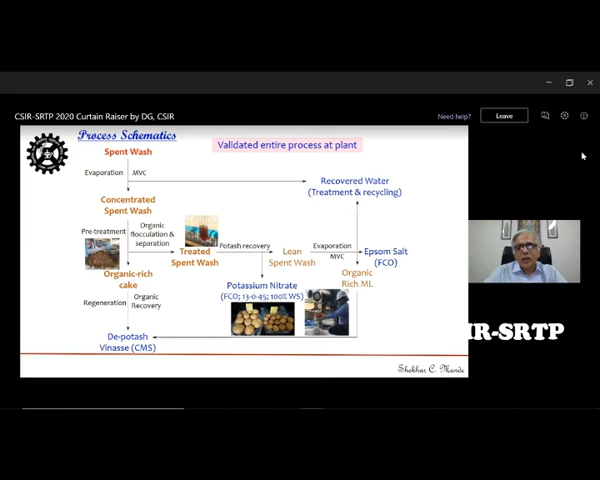 CSIR-SRTP 2020 Curtain Raiser by DG, CSIR
Need help?
Leave
Process Schematics
Validated entire process at plant
Spent Wash
Evaporation MVC
Recovered Water
(Treatment & recycling)
Concentrated
Spent Wash
Pre-treatment
Organic
flocculation &
separation
Treated
Spent Wash
Potash recovery
Lean
Spent Wash
Evaporation
MVC
Epsom Salt
(FCO)
Organic-rich
cake
Potassium Nitrate
(FCO; 13-0-45; 100% WS)
Organic
Rich ML
Regeneration
Organic
Recovery
De-potash
Vinasse (CMS)
Shekhar C. Mande
IR-SRTP